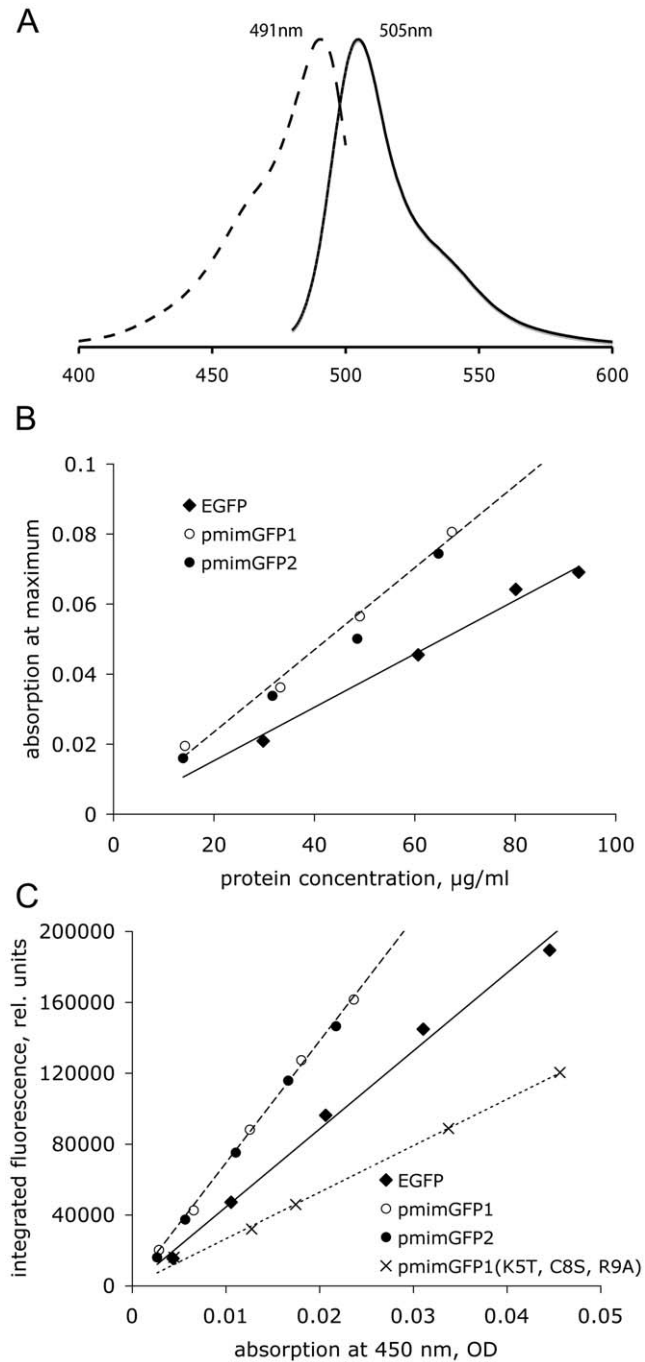 A
491nm 505nm
400 450 500 550 600
B
0.1
0.08
0.06
0.04
0.02
0
EGFP
pmimGFP1
pmimGFP2
absorption at maximum
0 20 40 60 80 100
protein concentration, µg/ml
C
200000
160000
120000
80000
40000
0
integrated fluorescence, rel. units
EGFP
pmimGFP1
pmimGFP2
pmimGFP1(K5T, C8S, R9A)
0 0.01 0.02 0.03 0.04 0.05
absorption at 450 nm, OD